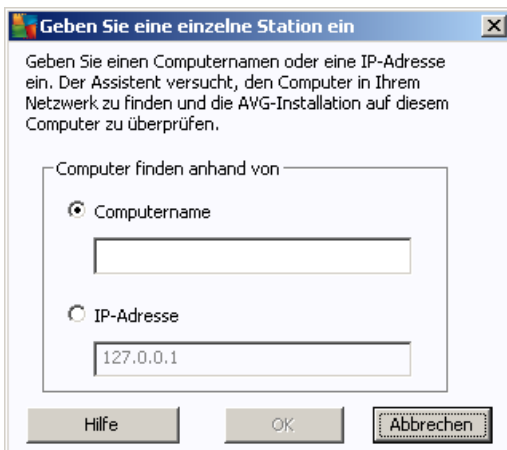 Geben Sie eine einzelne Station ein
Geben Sie einen Computernamen oder eine IP-Adresse
ein. Der Assistent versucht, den Computer in Ihrem
Netzwerk zu finden und die AVG-Installation auf diesem
Computer zu überprüfen.
Computer finden anhand von
Computername
IP-Adresse
127.0.0.1
Hilfe
OK
Abbrechen